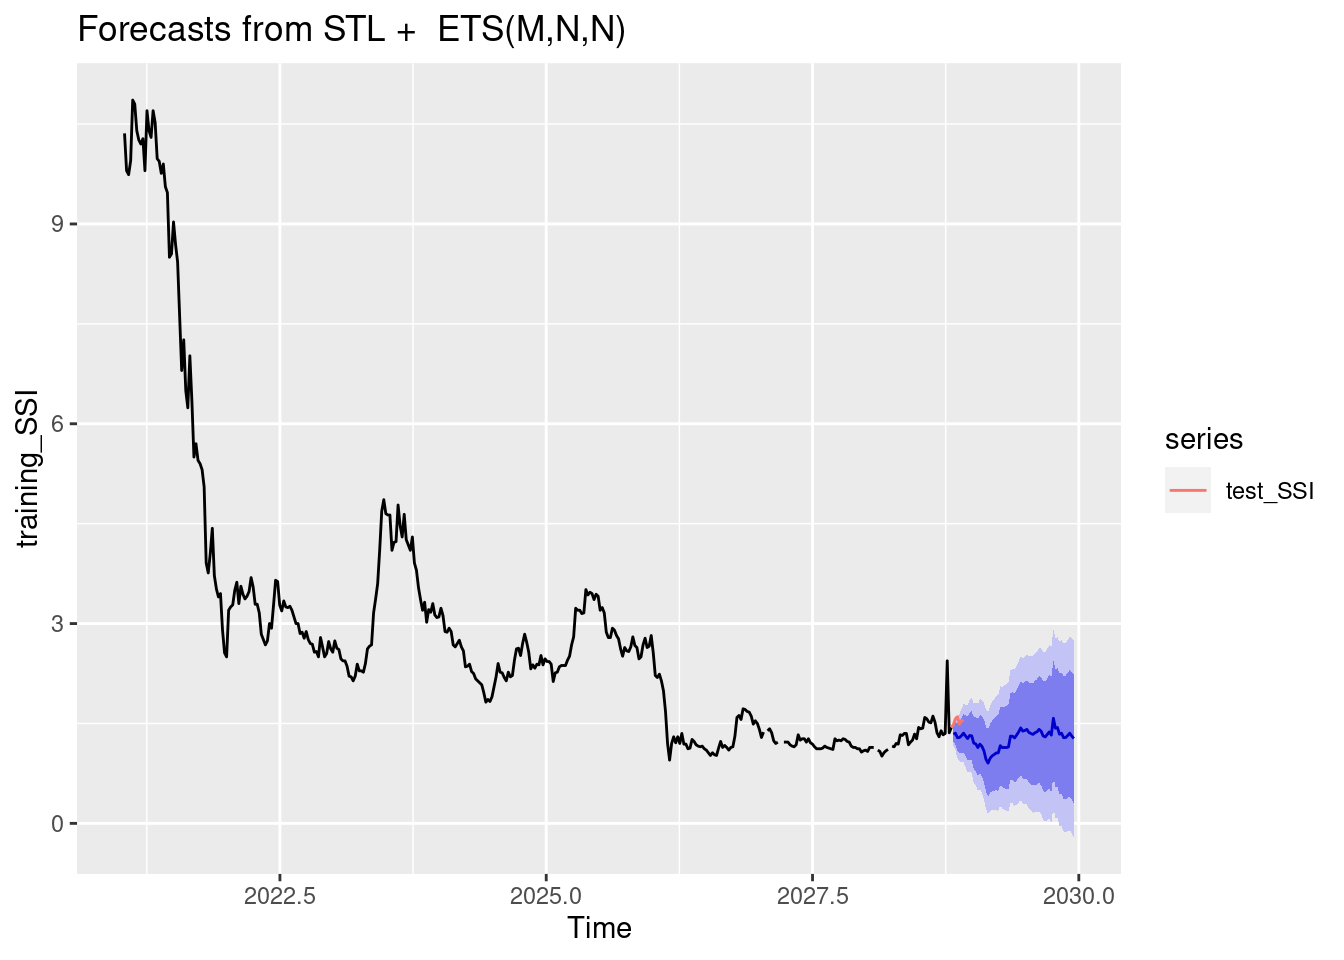 Forecasts from STL +  ETS(M,N,N)
training_SSI
9
6
3
0
2022.5
2025.0
2027.5
2030.0
Time
series
test_SSI